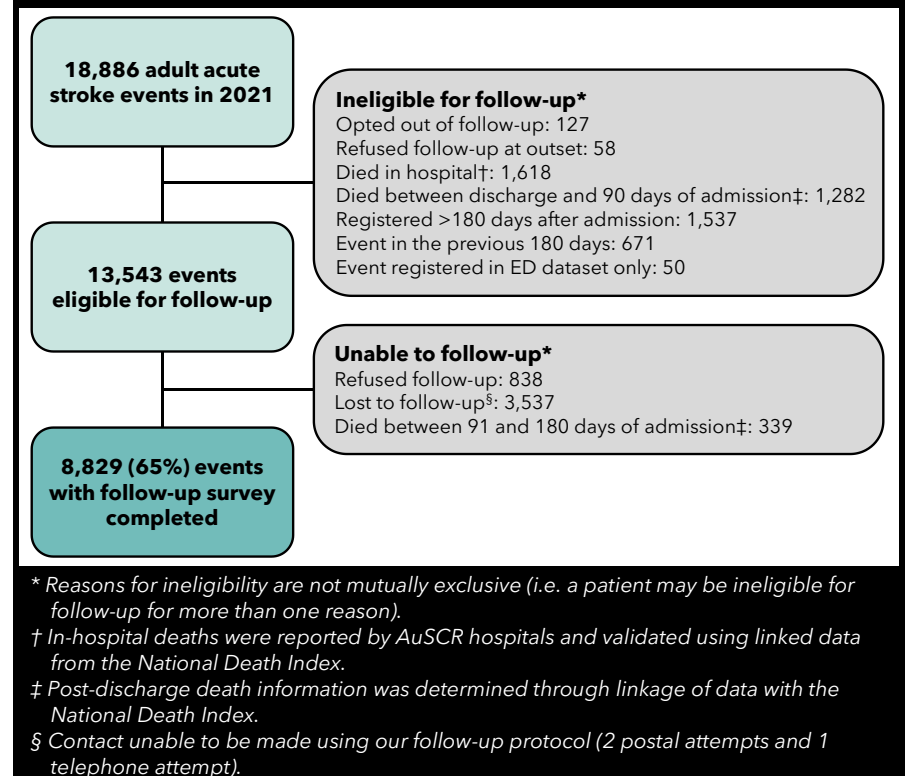 18,886 adult acute
stroke events in 2021
Ineligible for follow-up*
Opted out of follow-up: 127
Refused follow-up at outset: 58
Died in hospital†: 1,618
Died between discharge and 90 days of admission‡: 1,282
Registered >180 days after admission: 1,537
Event in the previous 180 days: 671
Event registered in ED dataset only: 50
13,543 events
eligible for follow-up
Unable to follow-up*
Refused follow-up: 838
Lost to follow-up§: 3,537
Died between 91 and 180 days of admission‡: 339
8,829 (65%) events
with follow-up survey
completed
* Reasons for ineligibility are not mutually exclusive (i.e. a patient may be ineligible for
follow-up for more than one reason).
† In-hospital deaths were reported by AuSCR hospitals and validated using linked data
from the National Death Index.
‡ Post-discharge death information was determined through linkage of data with the
National Death Index.
§ Contact unable to be made using our follow-up protocol (2 postal attempts and 1
telephone attempt).